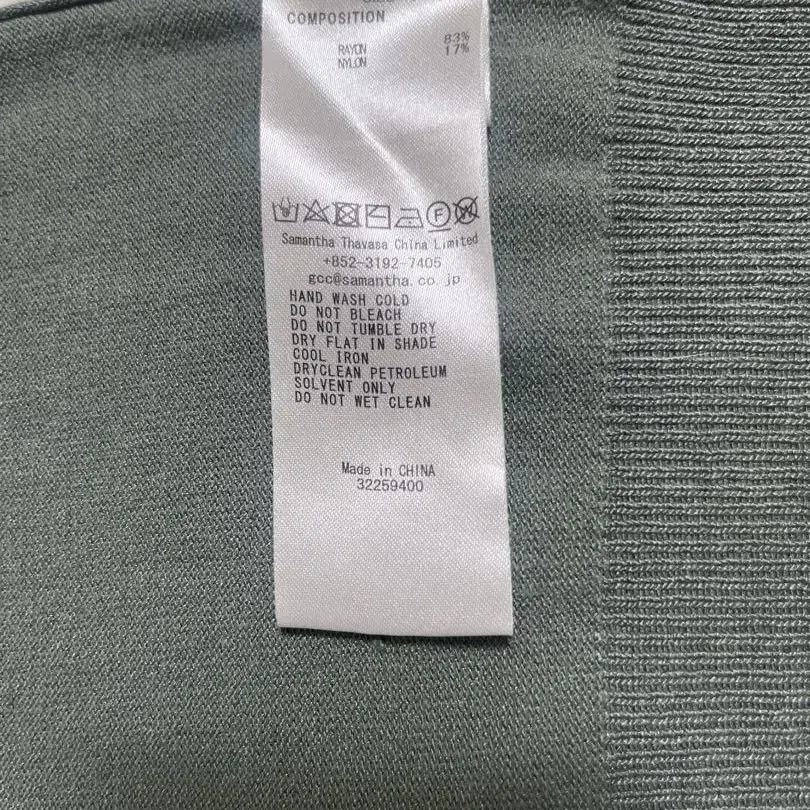 COMPOSITION
RAYON 83%
NYLON 17%
F W
Samantha Thavasa China Limited
+852-3192-7405
gcc@samantha.co.jp
HAND WASH COLD
DO NOT BLEACH
DO NOT TUMBLE DRY
DRY FLAT IN SHADE
COOL IRON
DRYCLEAN PETROLEUM
SOLVENT ONLY
DO NOT WET CLEAN
Made in CHINA
32259400